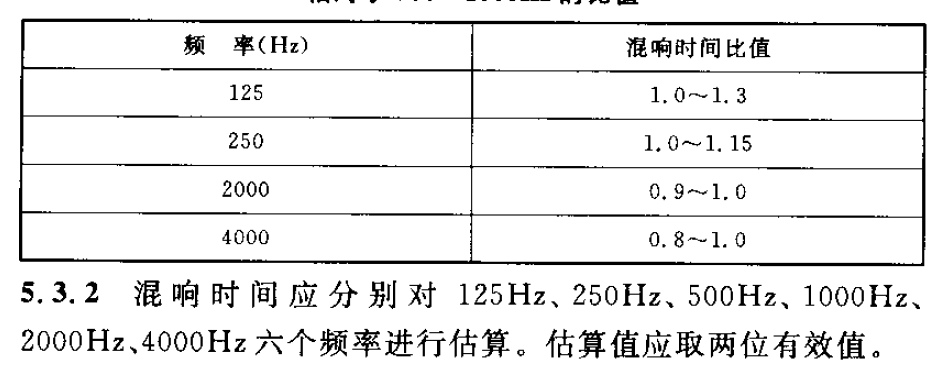 频 率(Hz) 混响时间比值
125 1.0～1.3
250 1.0～1.15
2000 0.9～1.0
4000 0.8～1.0
5.3.2 混响时间应分别对 125Hz、250Hz、500Hz、1000Hz、
2000Hz、4000Hz 六个频率进行估算。估算值应取两位有效值。